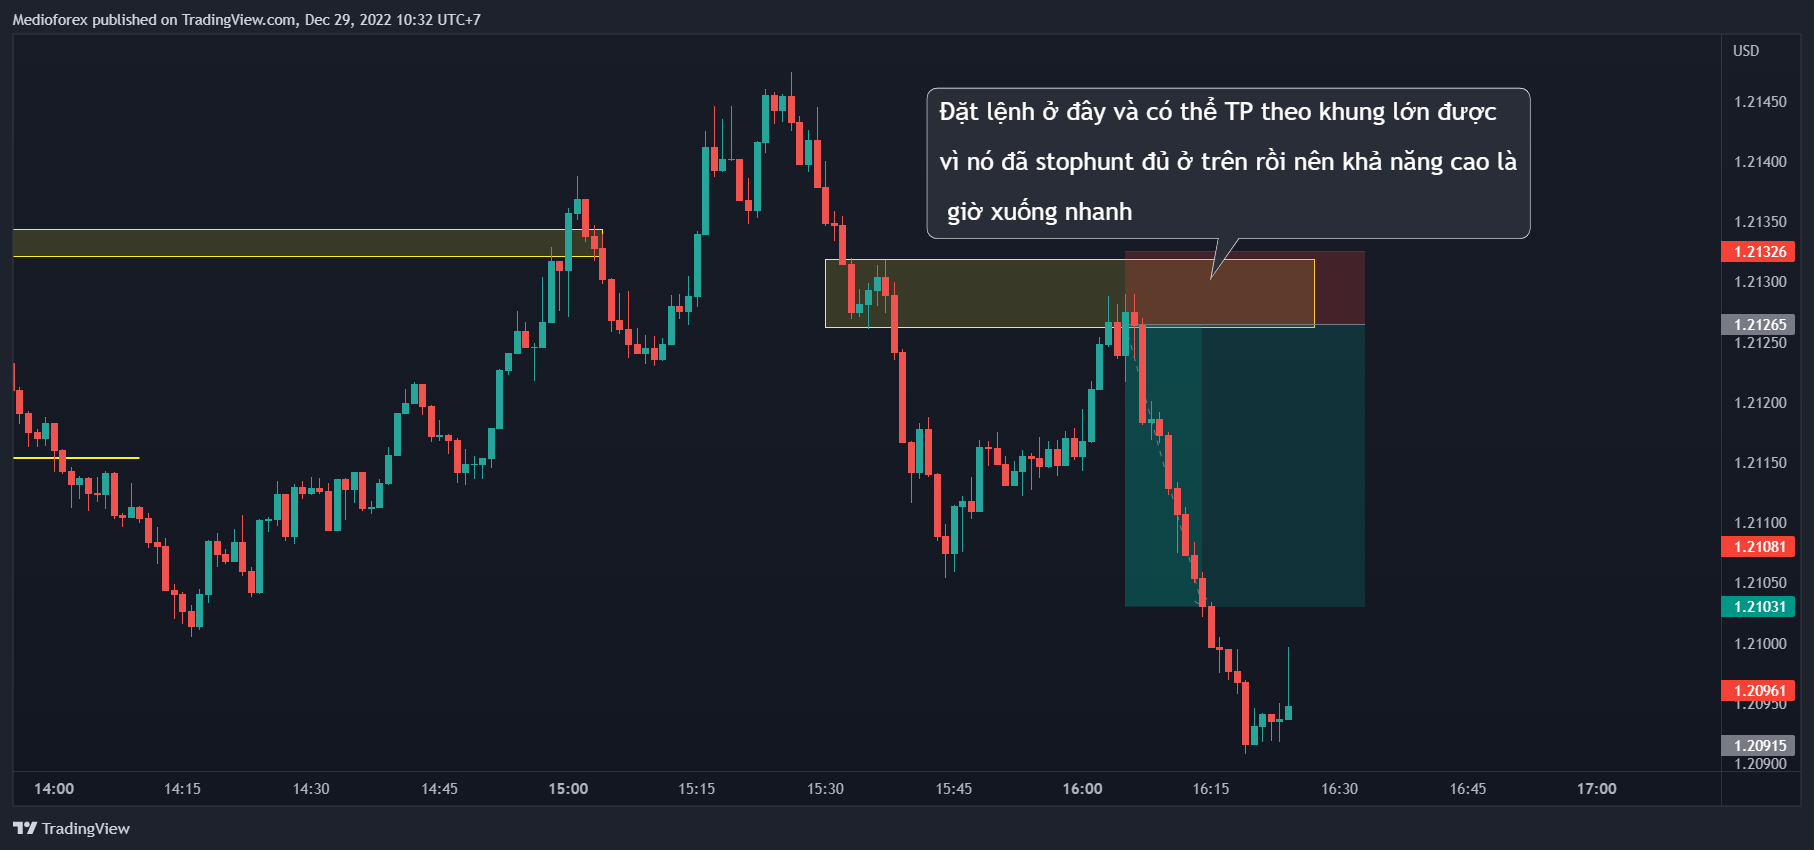 Medioforex published on TradingView.com, Dec 29, 2022 10:32 UTC+7
USD
Đặt lệnh ở đây và có thể TP theo khung lớn được
vì nó đã stophunt đủ ở trên rồi nên khả năng cao là
giờ xuống nhanh
1.21450
1.21400
1.21350
1.21326
1.21300
1.21265
1.21250
1.21200
1.21150
1.21100
1.21081
1.21050
1.21031
1.21000
1.20961
1.20950
1.20915
1.20900
14:00 14:15 14:30 14:45 15:00 15:15 15:30 15:45 16:00 16:15 16:30 16:45 17:00
TradingView